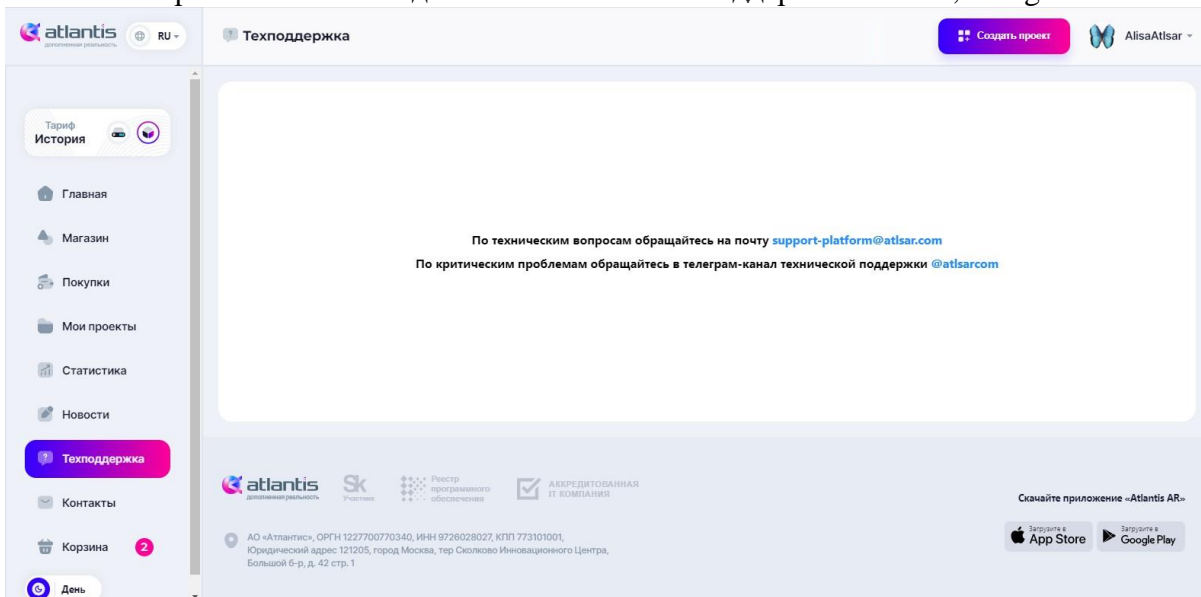 atlantis
дополненная реальность
RU
Техподдержка
Создать проект
AlisaAtlsar
Тариф
История
Главная
Магазин
Покупки
Мои проекты
Статистика
Новости
Техподдержка
Контакты
Корзина
2
День
По техническим вопросам обращайтесь на почту support-platform@atlsar.com
По критическим проблемам обращайтесь в телеграм-канал технической поддержки @atlsarcom
atlantis
дополненная реальность
Sk
Участник
Реестр
программного
обеспечения
АККРЕДИТОВАННАЯ
IT КОМПАНИЯ
АО «Атлантис», ОРГН 1227700770340, ИНН 9726028027, КПП 773101001,
Юридический адрес 121205, город Москва, тер Сколково Инновационного Центра,
Большой б-р, д. 42 стр. 1
Скачайте приложение «Atlantis AR»
Загрузите в
App Store
Загрузите в
Google Play